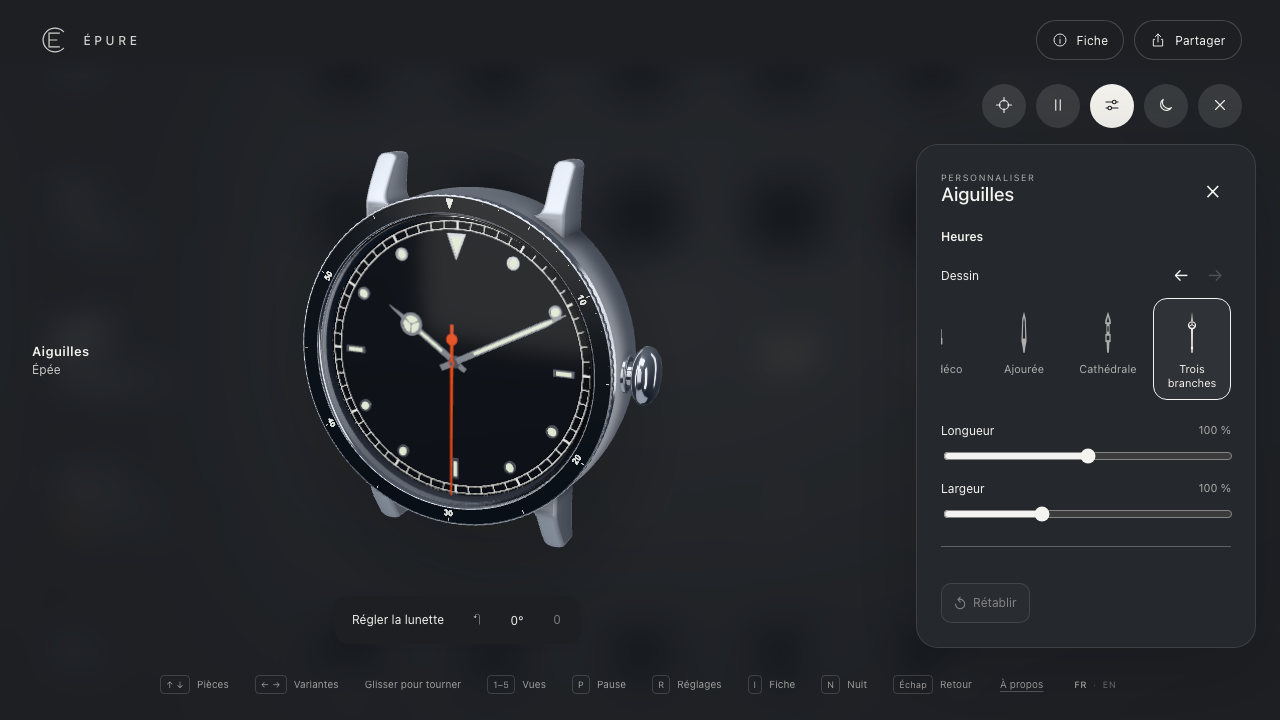 ÉPURE
Fiche
Partager
PERSONNALISER
Aiguilles
Heures
Dessin
déco
Ajourée
Cathédrale
Trois
branches
Longueur
100 %
Largeur
100 %
Rétablir
Aiguilles
Épée
50
10
40
20
30
Régler la lunette
0°
0
↑ ↓ Pièces
← → Variantes
Glisser pour tourner
1–5 Vues
P Pause
R Réglages
I Fiche
N Nuit
Échap Retour
À propos
FR · EN